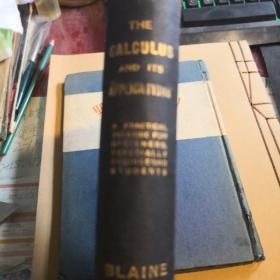 THE
CALCULUS
AND ITS
APPLICATIONS
A PRACTICAL
TREATISE FOR
BEGINNERS,
ESPECIALLY
ENGINEERING
STUDENTS
BLAINE